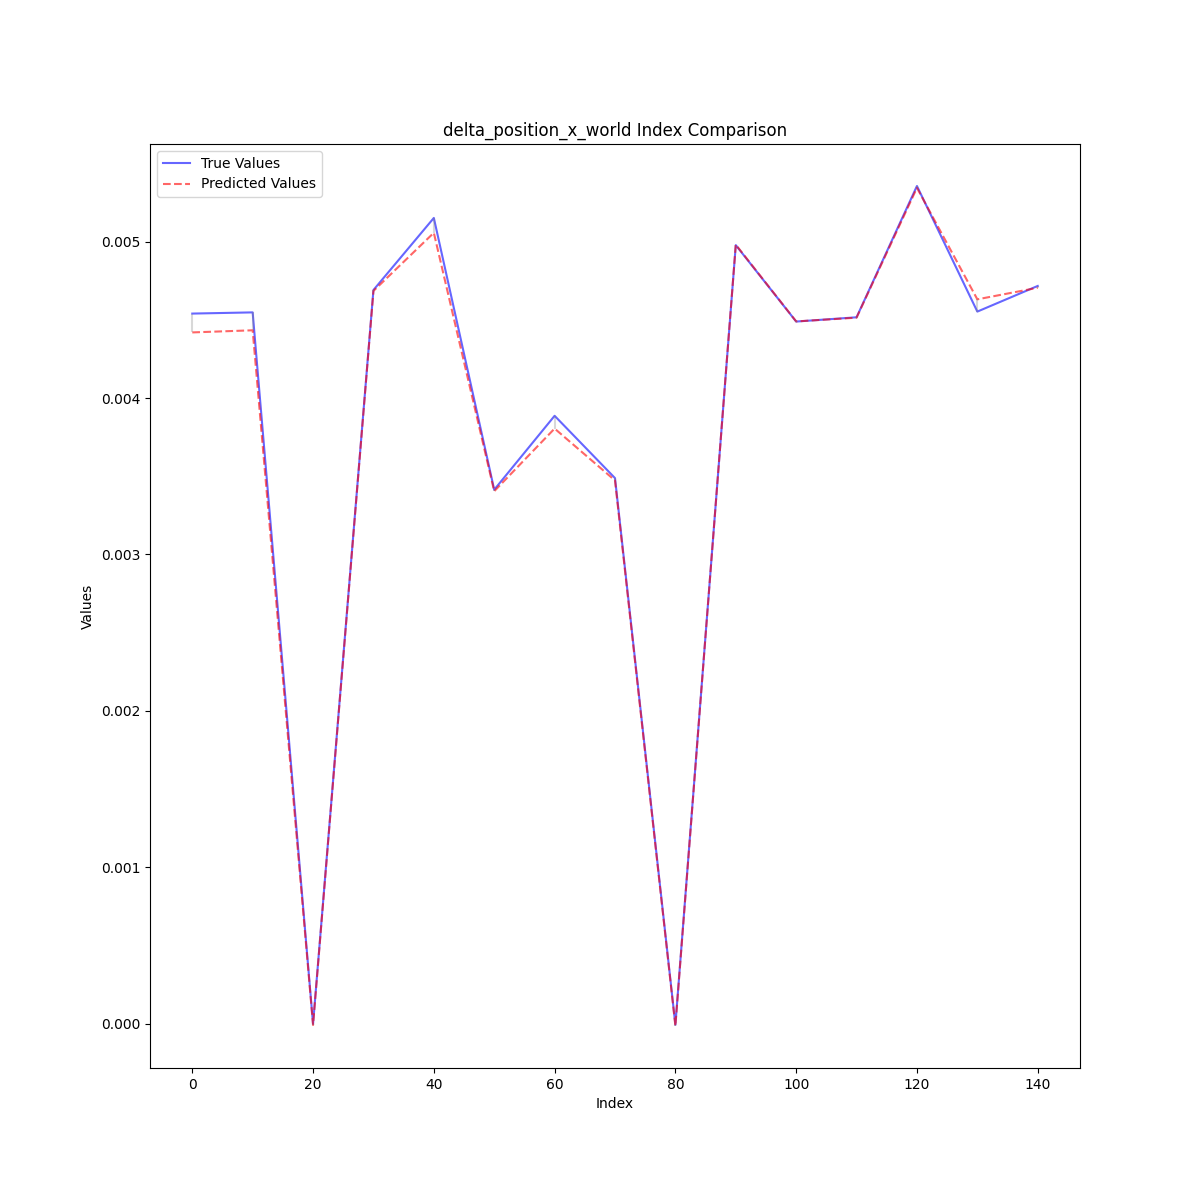 delta_position_x_world Index Comparison
True Values
Predicted Values
0.005
0.004
0.003
0.002
0.001
0.000
Values
0
20
40
60
80
100
120
140
Index